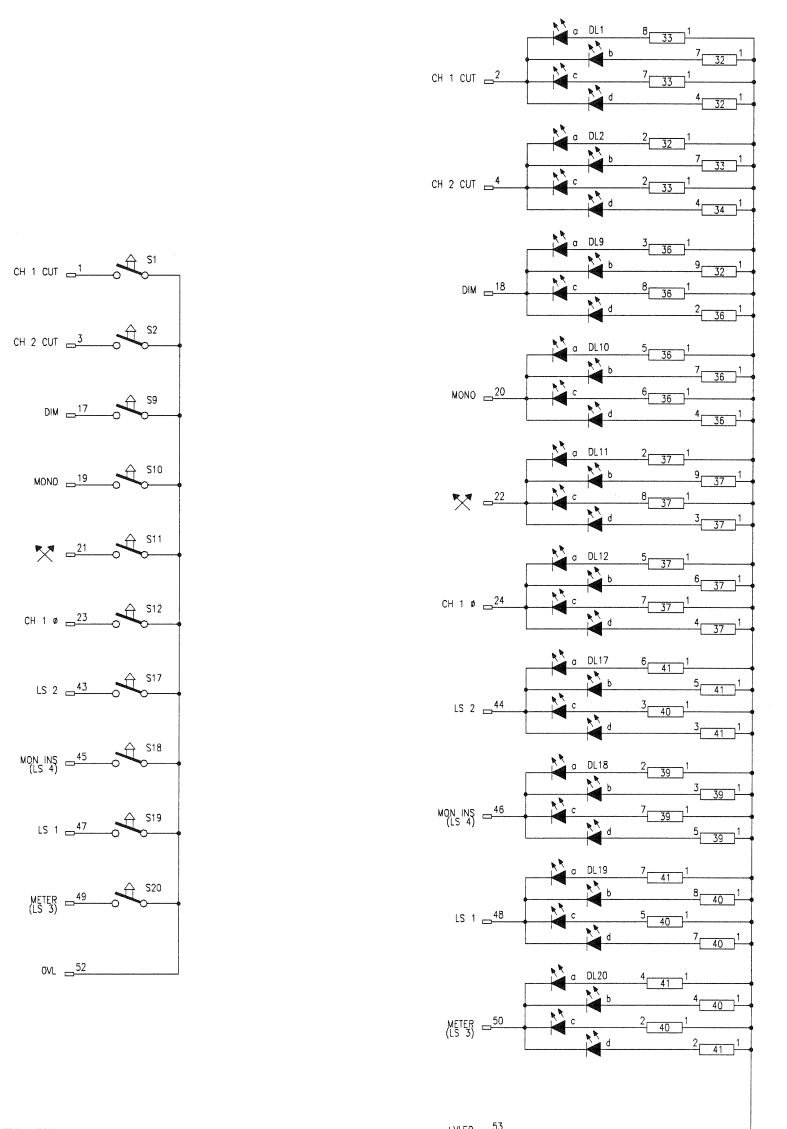 CH 1 CUT 1 S1
CH 2 CUT 3 S2
DIM 17 S9
MONO 19 S10
21 S11
CH 1 ø 23 S12
LS 2 43 S17
MON INS (LS 4) 45 S18
LS 1 47 S19
METER (LS 3) 49 S20
OVL 52
CH 1 CUT 2
a DL1 8 33 1
b 7 32 1
c 7 33 1
d 4 32 1
CH 2 CUT 4
a DL2 2 32 1
b 7 33 1
c 2 33 1
d 4 34 1
DIM 18
a DL9 3 36 1
b 9 32 1
c 8 36 1
d 2 36 1
MONO 20
a DL10 5 36 1
b 7 36 1
c 6 36 1
d 4 36 1
22
a DL11 2 37 1
b 9 37 1
c 8 37 1
d 3 37 1
CH 1 ø 24
a DL12 5 37 1
b 6 37 1
c 7 37 1
d 4 37 1
LS 2 44
a DL17 6 41 1
b 5 41 1
c 3 40 1
d 3 41 1
MON INS (LS 4) 46
a DL18 2 39 1
b 3 39 1
c 7 39 1
d 5 39 1
LS 1 48
a DL19 7 41 1
b 8 40 1
c 5 40 1
d 7 40 1
METER (LS 3) 50
a DL20 4 41 1
b 4 40 1
c 2 40 1
d 2 41 1
53